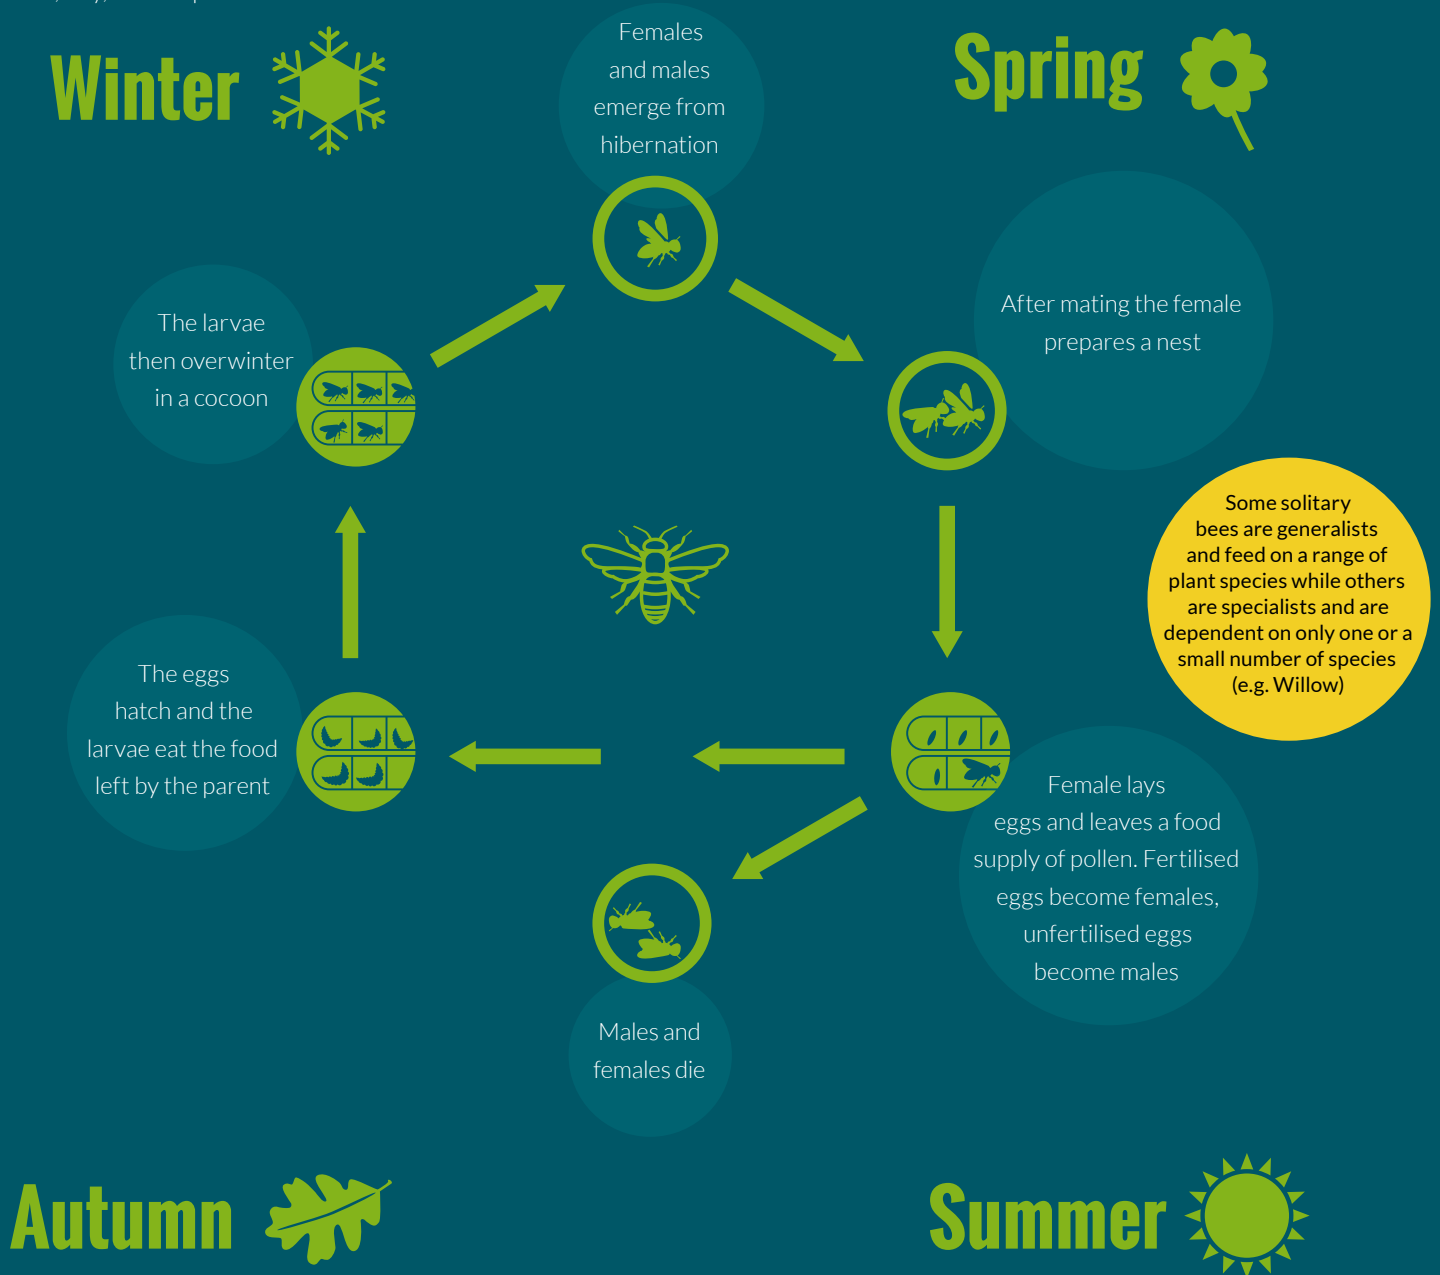 Winter
Females
and males
emerge from
hibernation
Spring
After mating the female
prepares a nest
The larvae
then overwinter
in a cocoon
Some solitary
bees are generalists
and feed on a range of
plant species while others
are specialists and are
dependent on only one or a
small number of species
(e.g. Willow)
The eggs
hatch and the
larvae eat the food
left by the parent
Female lays
eggs and leaves a food
supply of pollen. Fertilised
eggs become females,
unfertilised eggs
become males
Males and
females die
Autumn
Summer